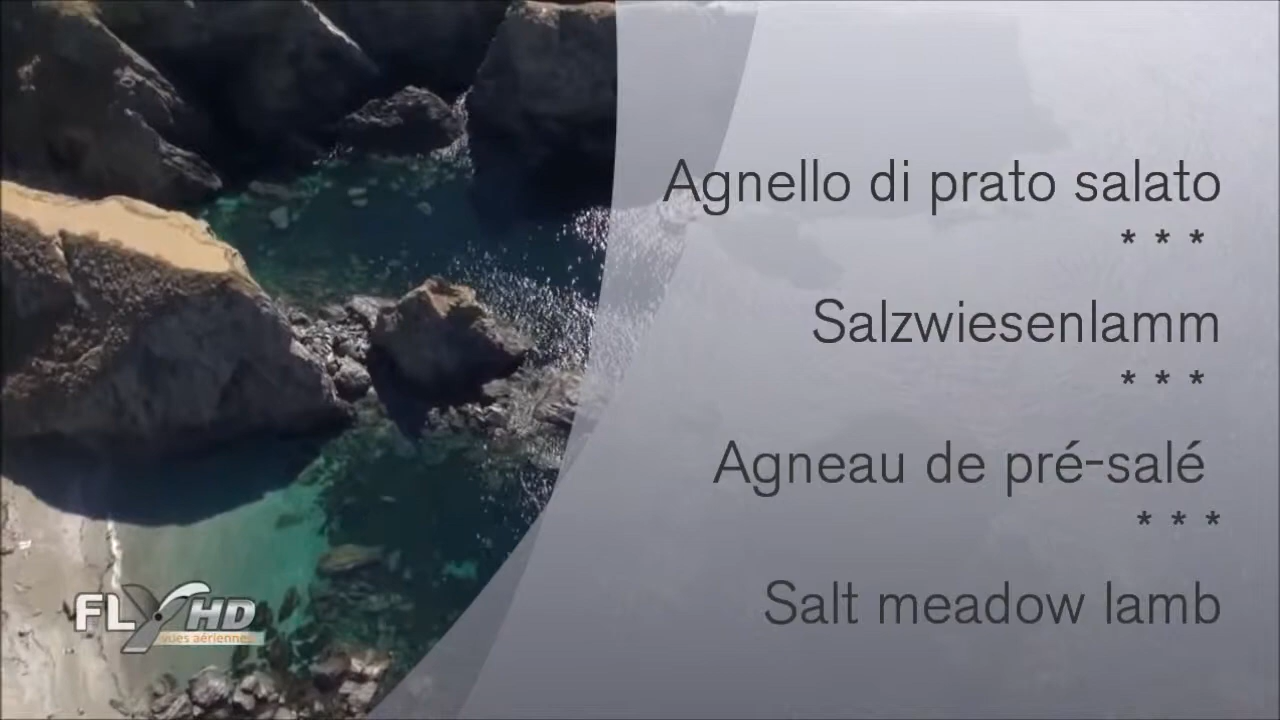 Agnello di prato salato
* * *
Salzwiesenlamm
* * *
Agneau de pré-salé
* * *
Salt meadow lamb
FLYHD
vues aériennes